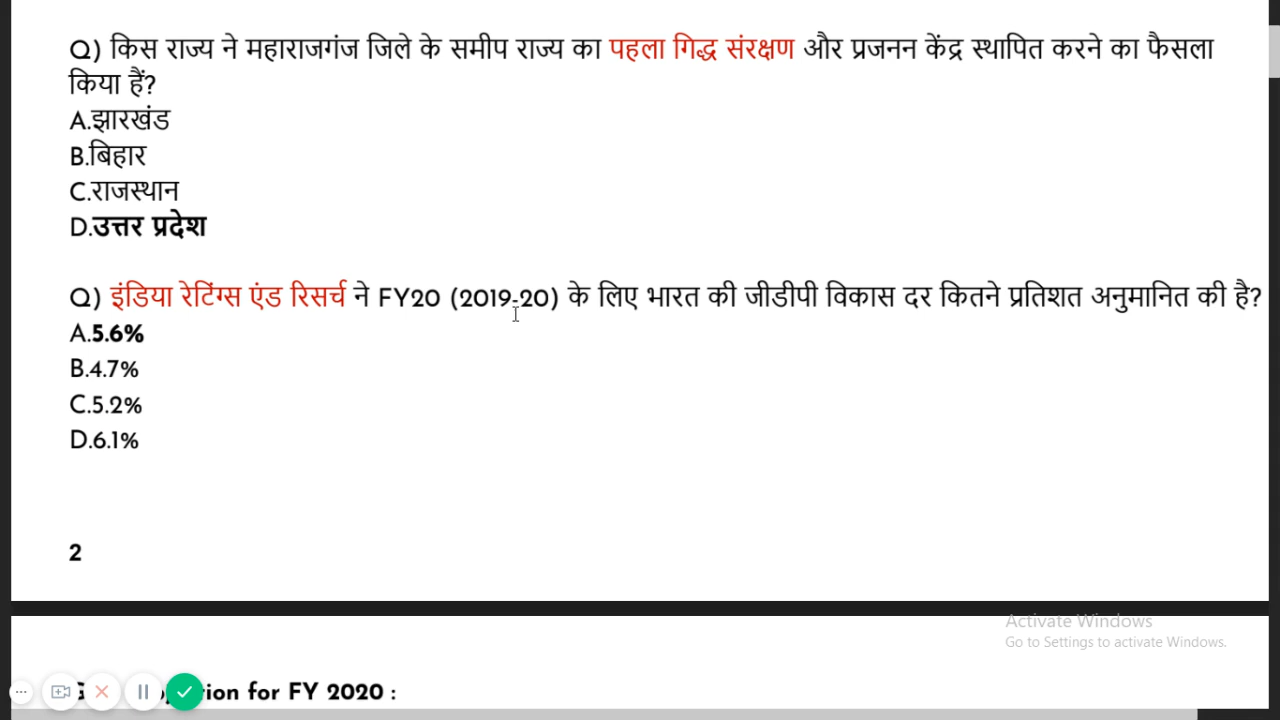 Q) किस राज्य ने महाराजगंज जिले के समीप राज्य का पहला गिद्ध संरक्षण और प्रजनन केंद्र स्थापित करने का फैसला
किया हैं?
A.झारखंड
B.बिहार
C.राजस्थान
D.उत्तर प्रदेश
Q) इंडिया रेटिंग्स एंड रिसर्च ने FY20 (2019-20) के लिए भारत की जीडीपी विकास दर कितने प्रतिशत अनुमानित की है?
A.5.6%
B.4.7%
C.5.2%
D.6.1%
2
Activate Windows
Go to Settings to activate Windows.
for FY 2020 :